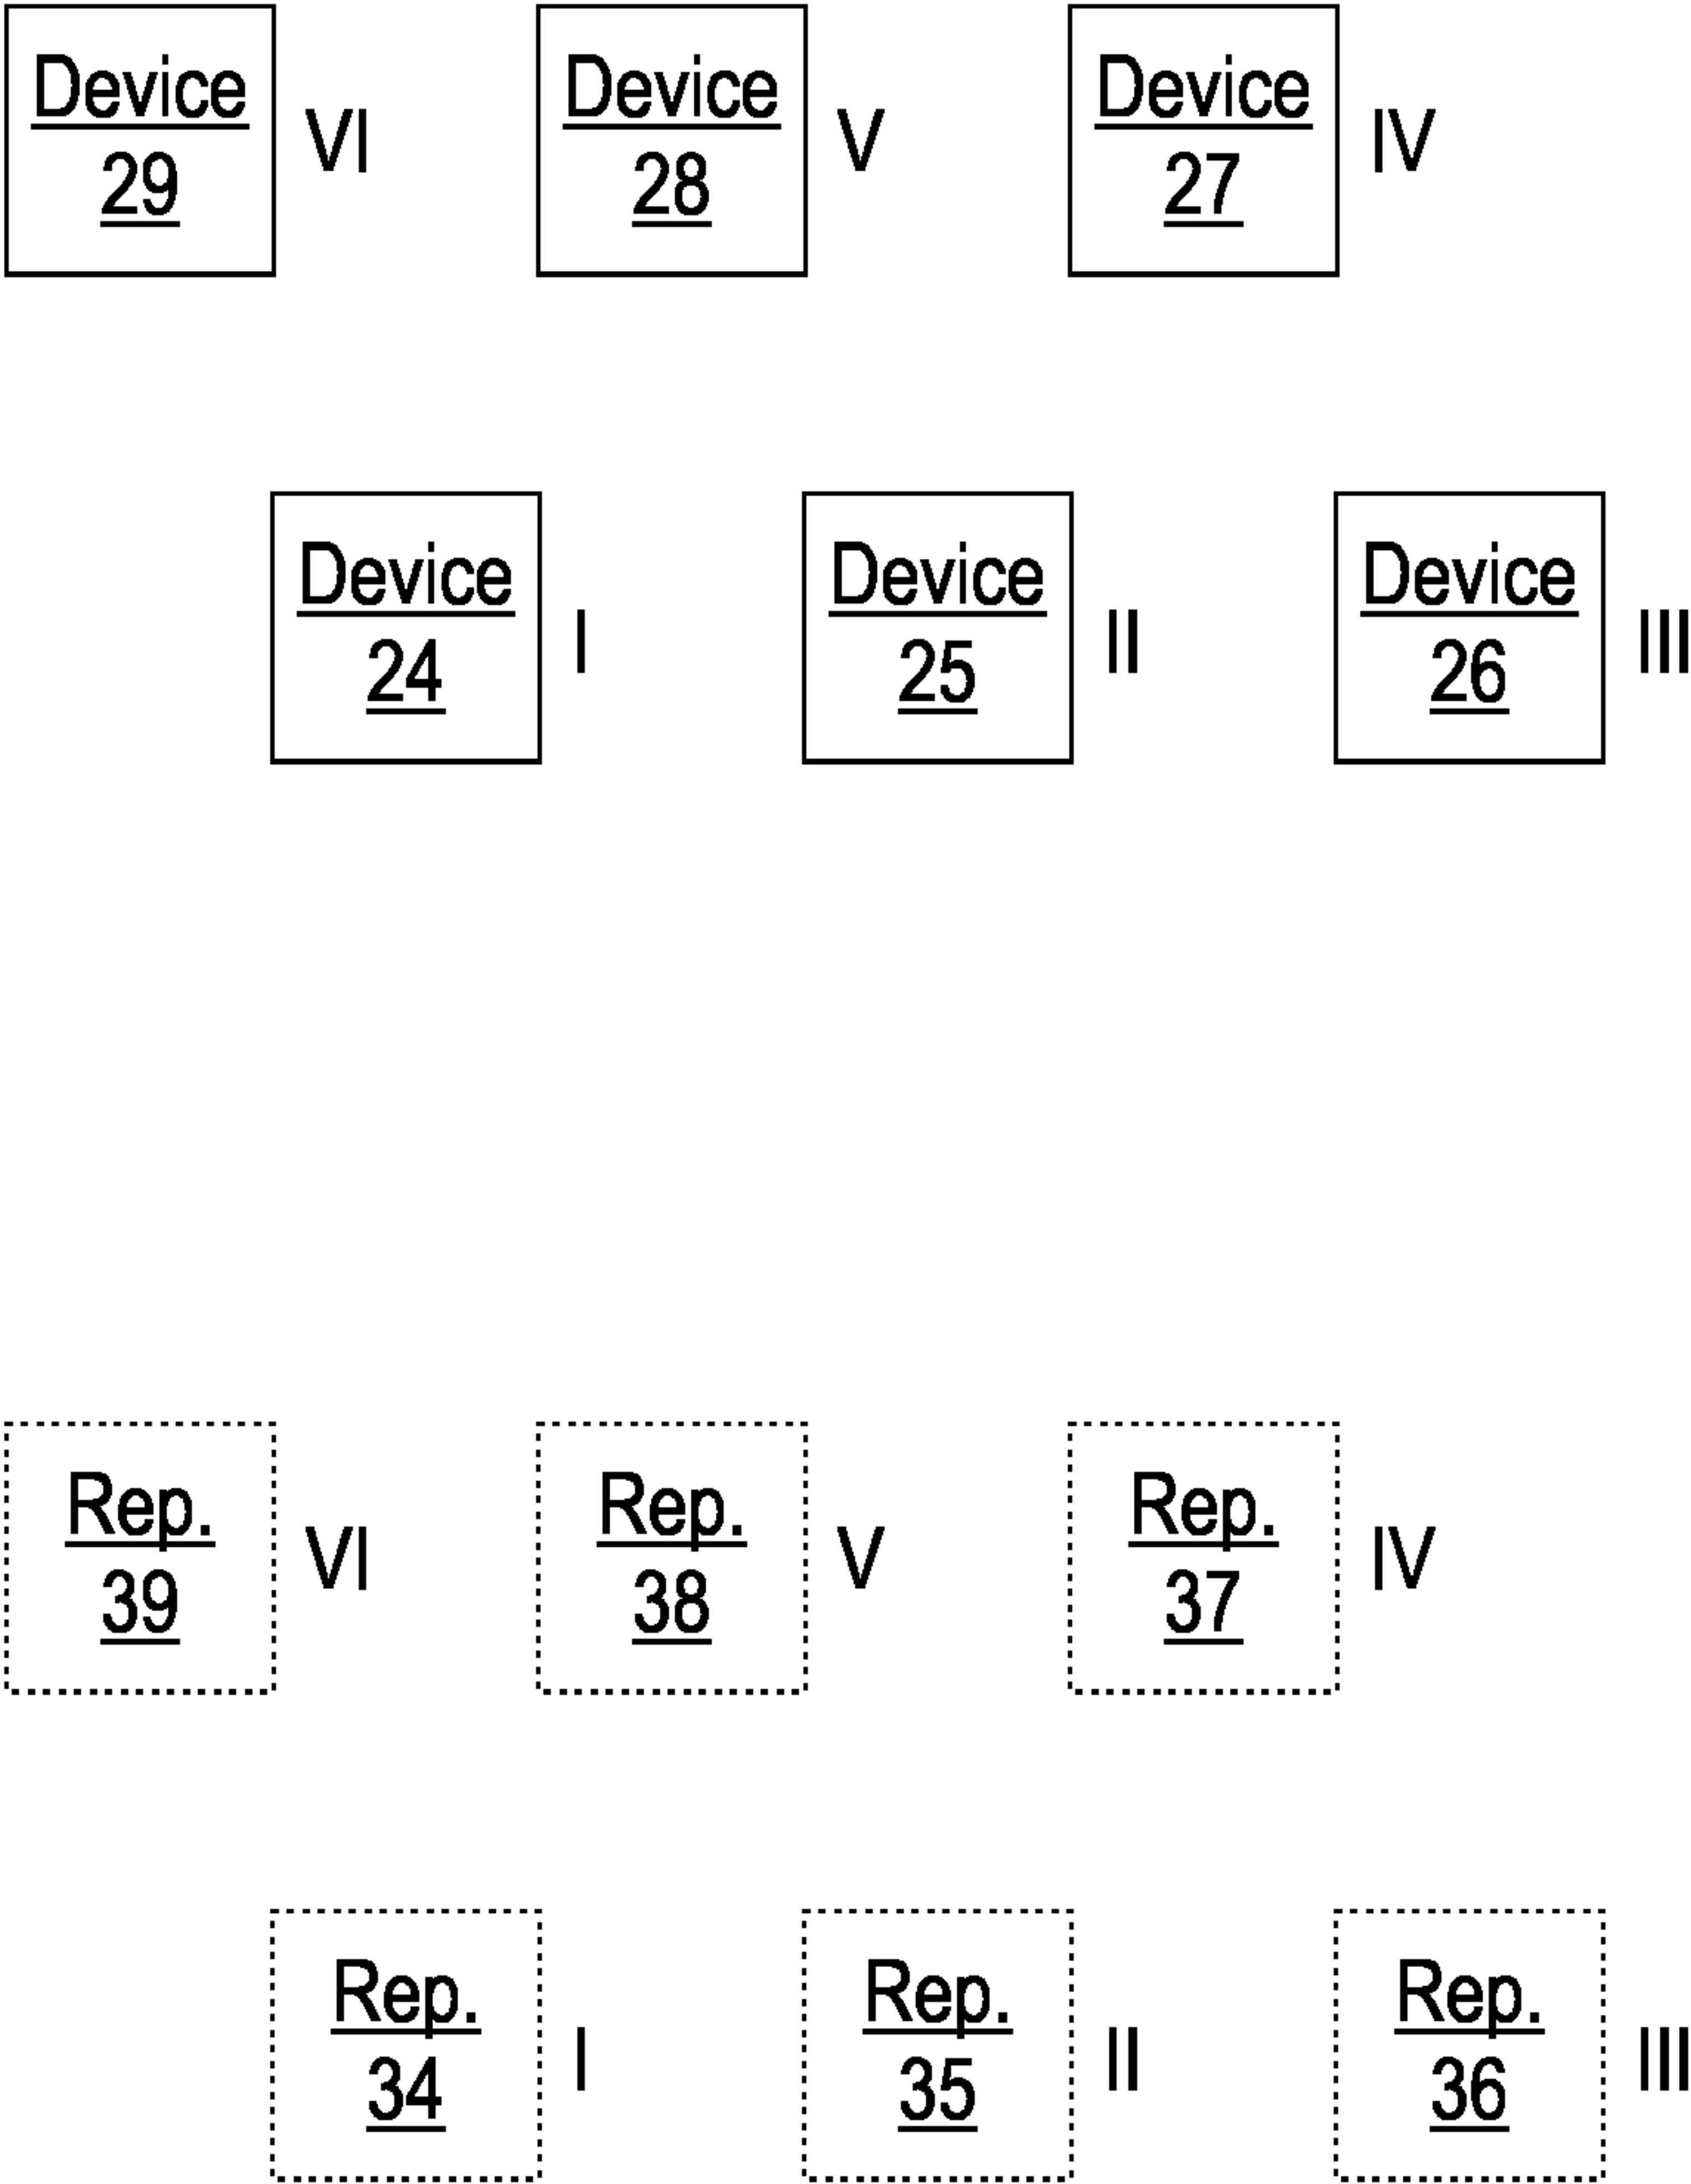 Device
29
VI
Device
28
V
Device
27
IV
Device
24
I
Device
25
II
Device
26
III
Rep.
39
VI
Rep.
38
V
Rep.
37
IV
Rep.
34
I
Rep.
35
II
Rep.
36
III